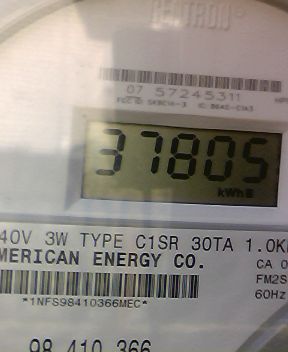 CENTRON®
07 57245311
37805
kWh
40V 3W TYPE C1SR 30TA 1.0K
MERICAN ENERGY CO.
CA 0
FM2S
60Hz
*1NFS98410366MEC*
98 410 366